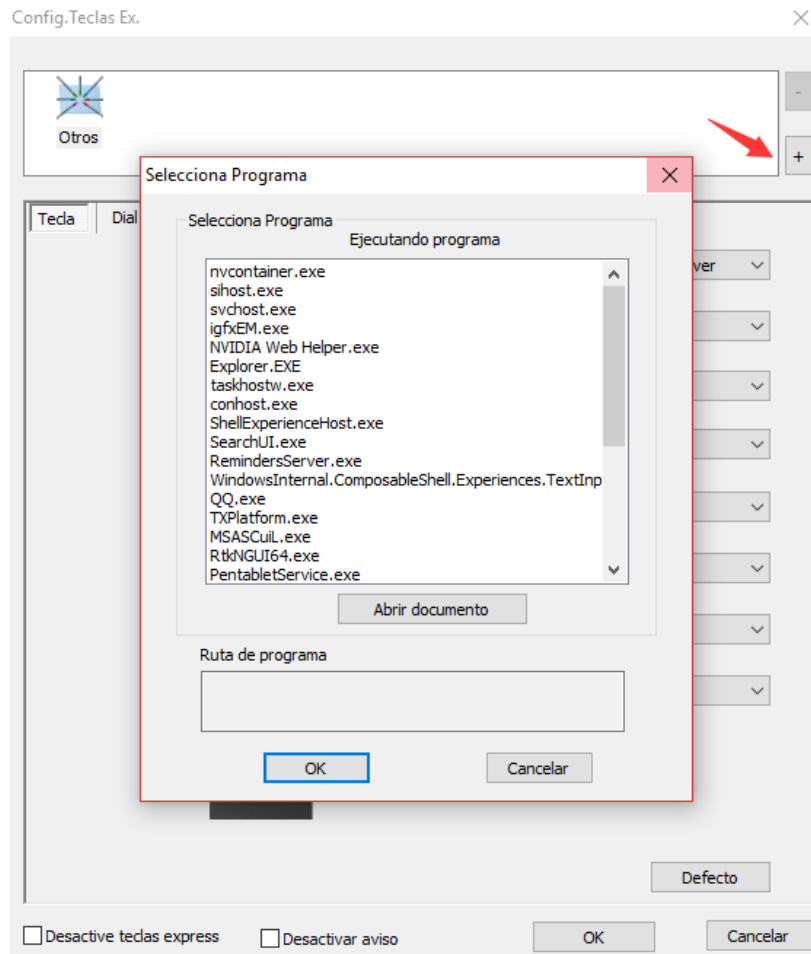 Config.Teclas Ex.
-
Otros
+
Selecciona Programa
Tecla
Dial
Selecciona Programa
Ejecutando programa
ver
nvcontainer.exe
sihost.exe
svchost.exe
igfxEM.exe
NVIDIA Web Helper.exe
Explorer.EXE
taskhostw.exe
conhost.exe
ShellExperienceHost.exe
SearchUI.exe
RemindersServer.exe
WindowsInternal.ComposableShell.Experiences.TextInp
QQ.exe
TXPlatform.exe
MSASCuiL.exe
RtkNGUI64.exe
PentabletService.exe
Abrir documento
Ruta de programa
OK
Cancelar
Defecto
Desactive teclas express
Desactivar aviso
OK
Cancelar